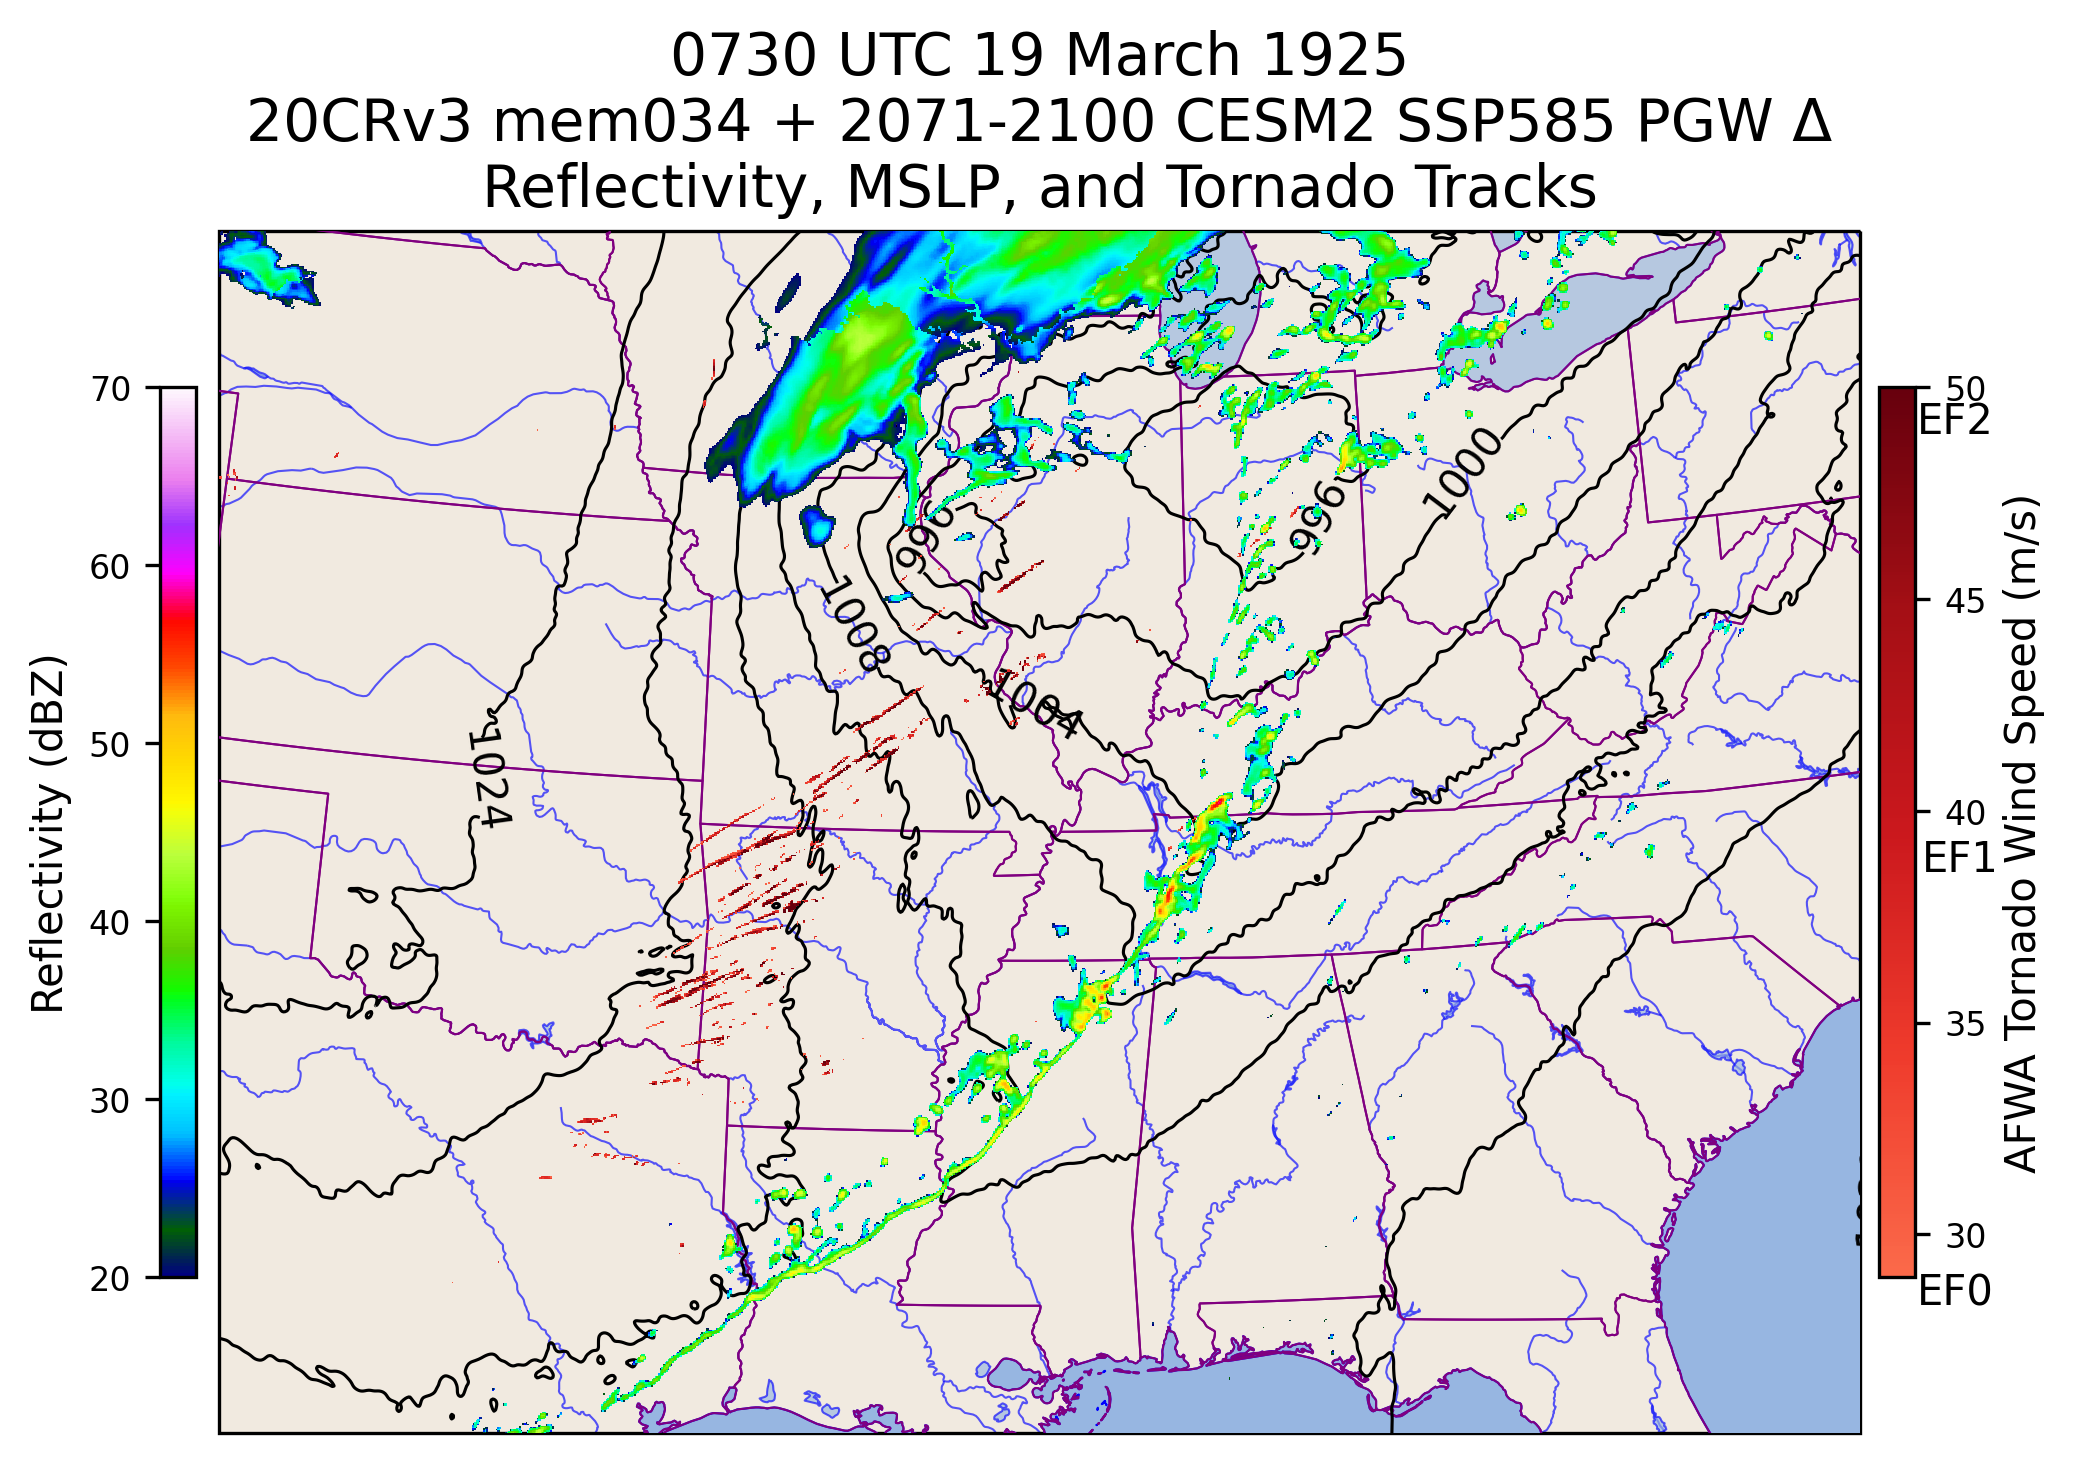 0730 UTC 19 March 1925
20CRv3 mem034 + 2071-2100 CESM2 SSP585 PGW Δ
Reflectivity, MSLP, and Tornado Tracks
Reflectivity (dBZ)
70
60
50
40
30
20
1000
996
996
1008
1004
1024
50
EF2
45
40
EF1
35
30
EF0
AFWA Tornado Wind Speed (m/s)